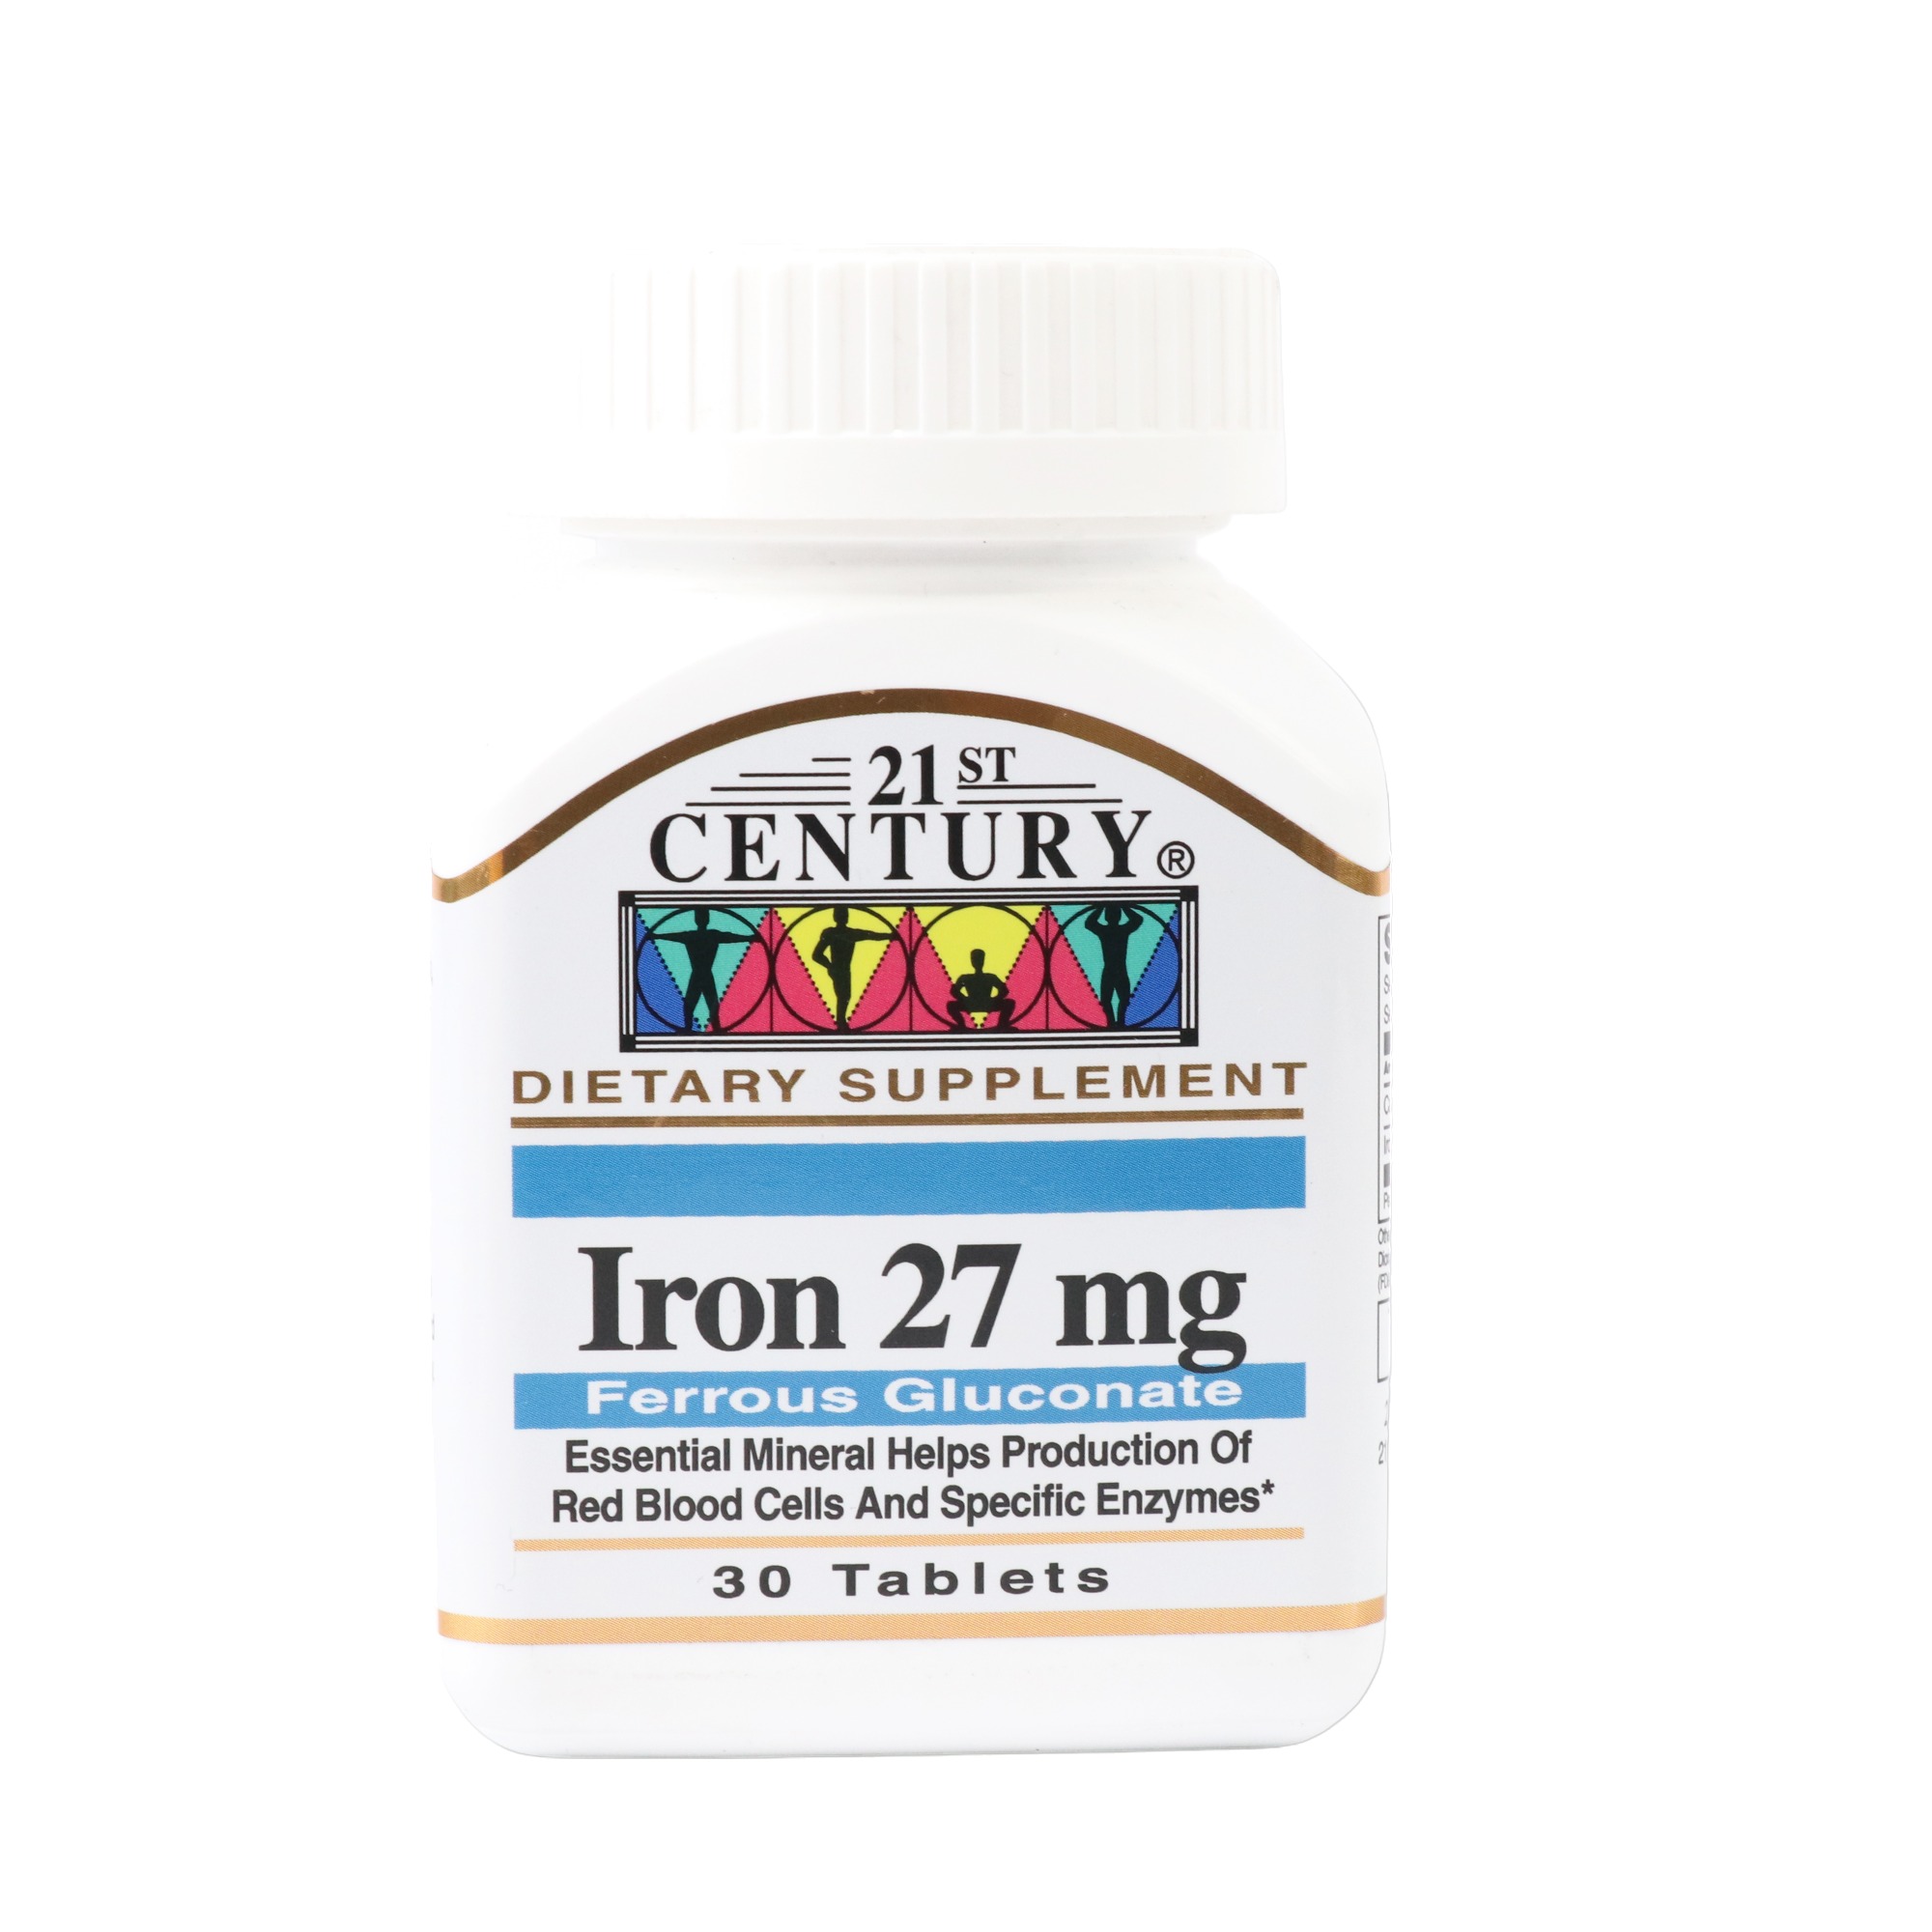 21ST
CENTURY®
DIETARY SUPPLEMENT
Iron 27 mg
Ferrous Gluconate
Essential Mineral Helps Production Of
Red Blood Cells And Specific Enzymes*
30 Tablets